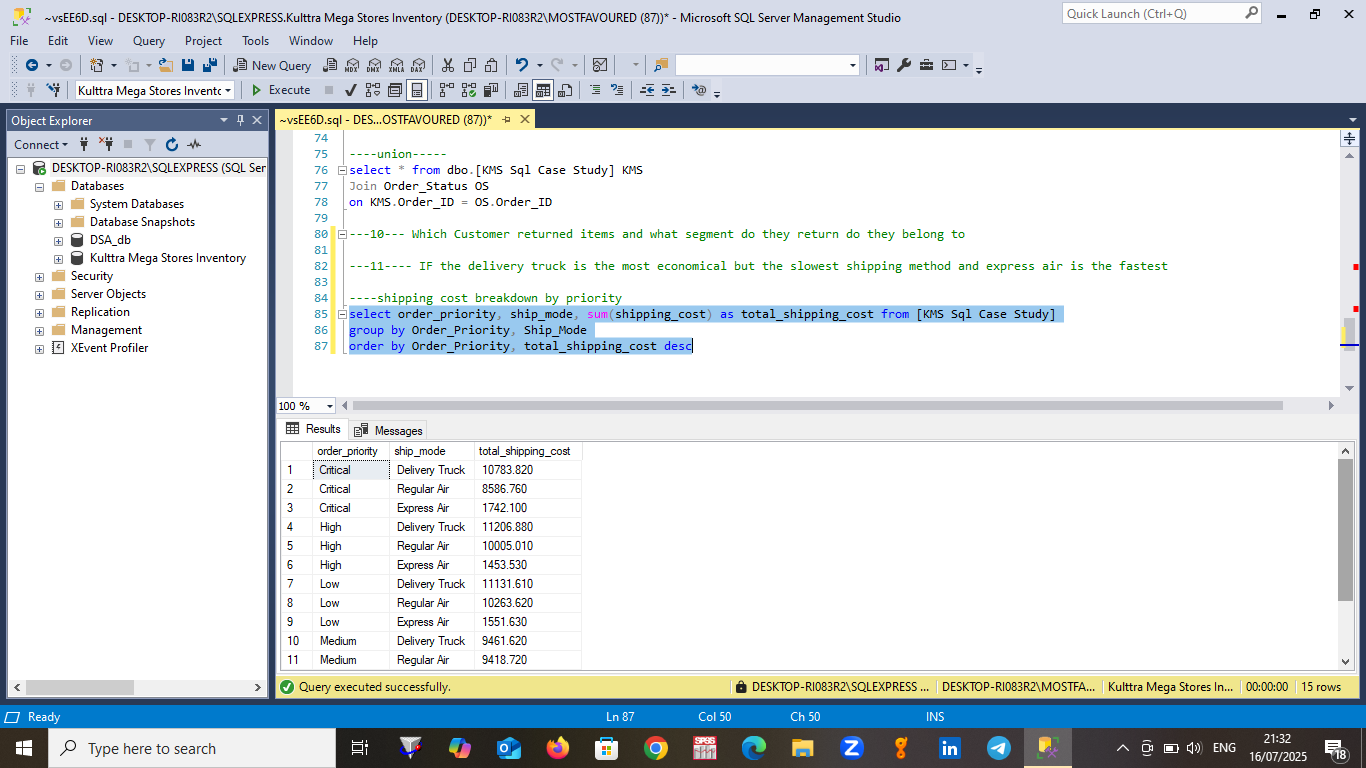 ~vsEE6D.sql - DESKTOP-RI083R2\SQLEXPRESS.Kulttra Mega Stores Inventory (DESKTOP-RI083R2\MOSTFAVOURED (87))* - Microsoft SQL Server Management Studio
Quick Launch (Ctrl+Q)
File Edit View Query Project Tools Window Help
New Query MDX DMX XMLA DAX
Kulttra Mega Stores Invento Execute
Object Explorer
~vsEE6D.sql - DES...OSTFAVOURED (87))*
Connect
DESKTOP-RI083R2\SQLEXPRESS (SQL Ser
Databases
System Databases
Database Snapshots
DSA_db
Kulttra Mega Stores Inventory
Security
Server Objects
Replication
Management
XEvent Profiler
74
75 ----union-----
76 select * from dbo.[KMS Sql Case Study] KMS
77 Join Order_Status OS
78 on KMS.Order_ID = OS.Order_ID
79
80 ---10--- Which Customer returned items and what segment do they return do they belong to
81
82 ---11---- IF the delivery truck is the most economical but the slowest shipping method and express air is the fastest
83
84 ----shipping cost breakdown by priority
85 select order_priority, ship_mode, sum(shipping_cost) as total_shipping_cost from [KMS Sql Case Study]
86 group by Order_Priority, Ship_Mode
87 order by Order_Priority, total_shipping_cost desc
100 %
Results Messages
order_priority ship_mode total_shipping_cost
1 Critical Delivery Truck 10783.820
2 Critical Regular Air 8586.760
3 Critical Express Air 1742.100
4 High Delivery Truck 11206.880
5 High Regular Air 10005.010
6 High Express Air 1453.530
7 Low Delivery Truck 11131.610
8 Low Regular Air 10263.620
9 Low Express Air 1551.630
10 Medium Delivery Truck 9461.620
11 Medium Regular Air 9418.720
Query executed successfully. DESKTOP-RI083R2\SQLEXPRESS ... DESKTOP-RI083R2\MOSTFA... Kulttra Mega Stores In... 00:00:00 15 rows
Ready Ln 87 Col 50 Ch 50 INS
Type here to search
SPSS
ENG
21:32
16/07/2025
18